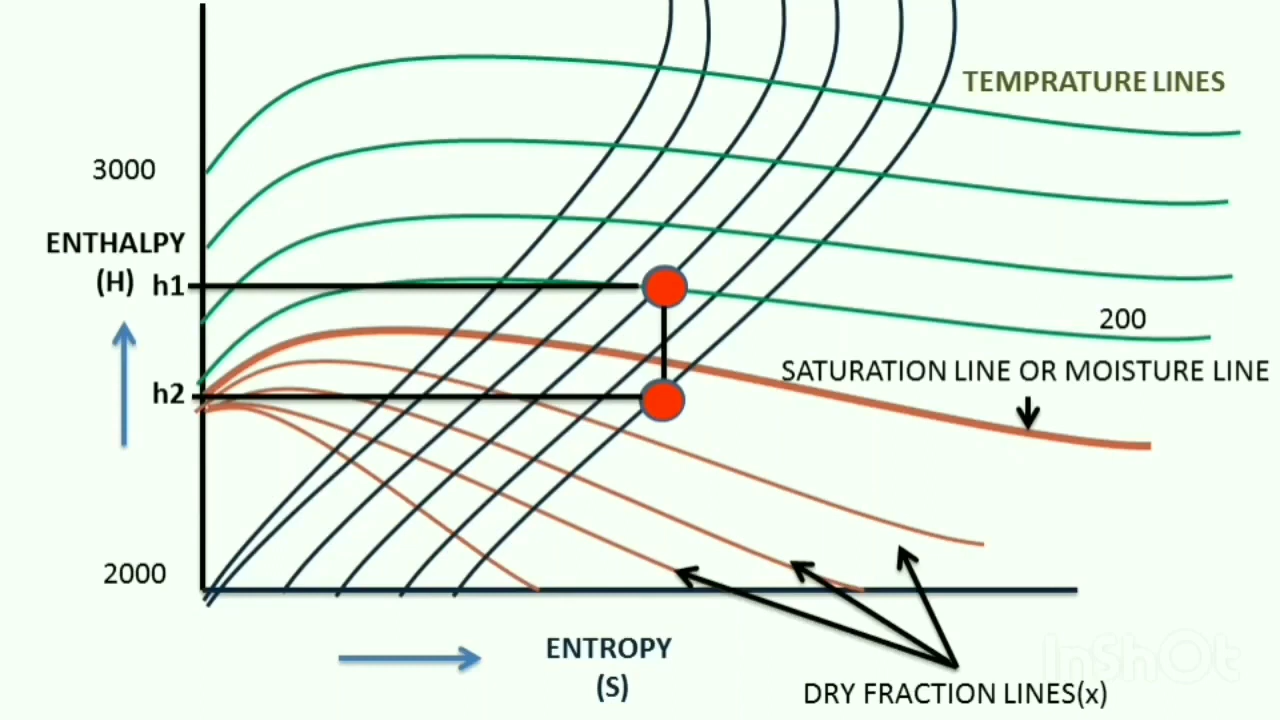 TEMPRATURE LINES
3000
ENTHALPY
(H)
h1
200
SATURATION LINE OR MOISTURE LINE
h2
2000
ENTROPY
(S)
DRY FRACTION LINES(x)
InShOt